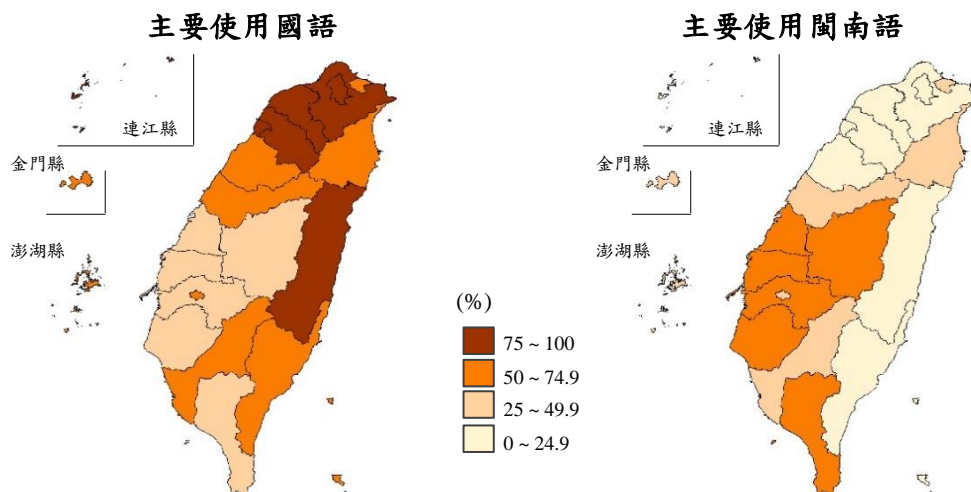 主要使用國語
主要使用閩南語
連江縣
金門縣
澎湖縣
連江縣
金門縣
澎湖縣
(%)
75 ~ 100
50 ~ 74.9
25 ~ 49.9
0 ~ 24.9